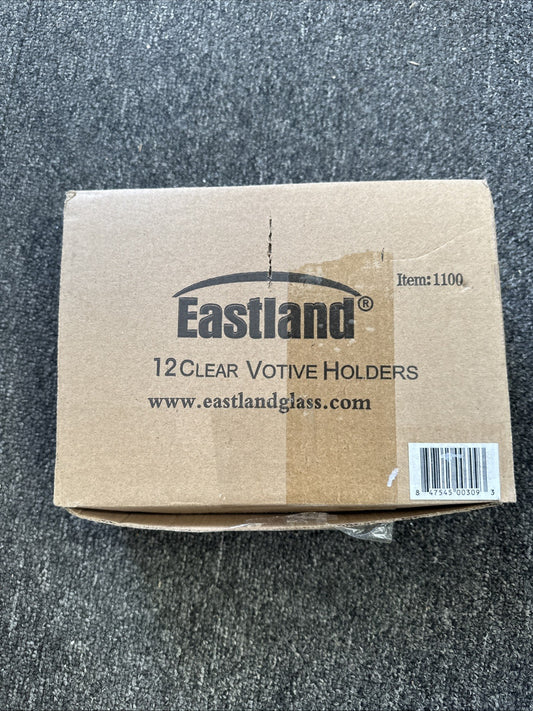 Item:1100
Eastland®
12 CLEAR VOTIVE HOLDERS
www.eastlandglass.com
8 47545 00309 3